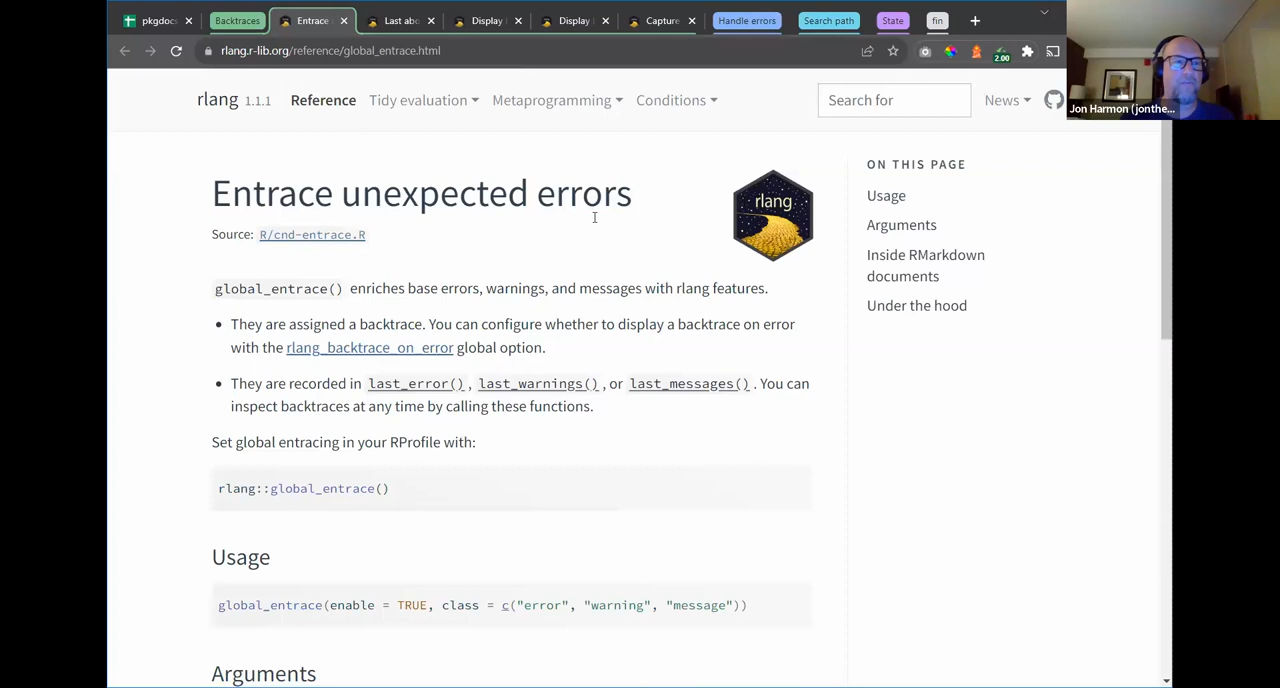 pkgdocs
Backtraces
Entrace
Last abo
Display
Display
Capture
Handle errors
Search path
State
fin
rlang.r-lib.org/reference/global_entrace.html
2.00
Jon Harmon (jonthe...
rlang 1.1.1 Reference Tidy evaluation Metaprogramming Conditions Search for News
Entrace unexpected errors
rlang
Source: R/cnd-entrace.R
global_entrace() enriches base errors, warnings, and messages with rlang features.
• They are assigned a backtrace. You can configure whether to display a backtrace on error
with the rlang_backtrace_on_error global option.
• They are recorded in last_error(), last_warnings(), or last_messages(). You can
inspect backtraces at any time by calling these functions.
Set global entracing in your RProfile with:
rlang::global_entrace()
Usage
global_entrace(enable = TRUE, class = c("error", "warning", "message"))
Arguments
ON THIS PAGE
Usage
Arguments
Inside RMarkdown
documents
Under the hood